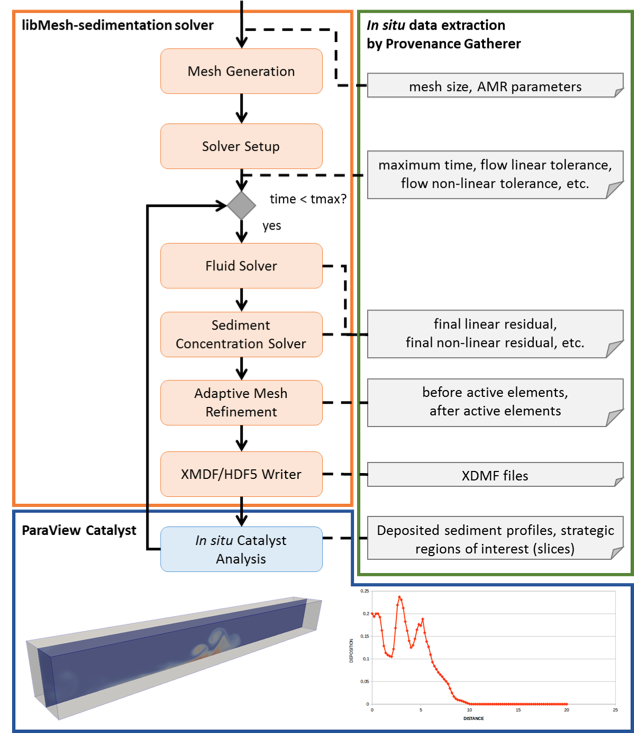 libMesh-sedimentation solver
In situ data extraction
by Provenance Gatherer
Mesh Generation
mesh size, AMR parameters
Solver Setup
maximum time, flow linear tolerance,
flow non-linear tolerance, etc.
time < tmax?
yes
Fluid Solver
Sediment
Concentration Solver
final linear residual,
final non-linear residual, etc.
Adaptive Mesh
Refinement
before active elements,
after active elements
XMDF/HDF5 Writer
XDMF files
ParaView Catalyst
In situ Catalyst
Analysis
Deposited sediment profiles, strategic
regions of interest (slices)
0,25
0,2
0,15
0,1
0,05
0
DEPOSITION
0 5 10 15 20 25
DISTANCE